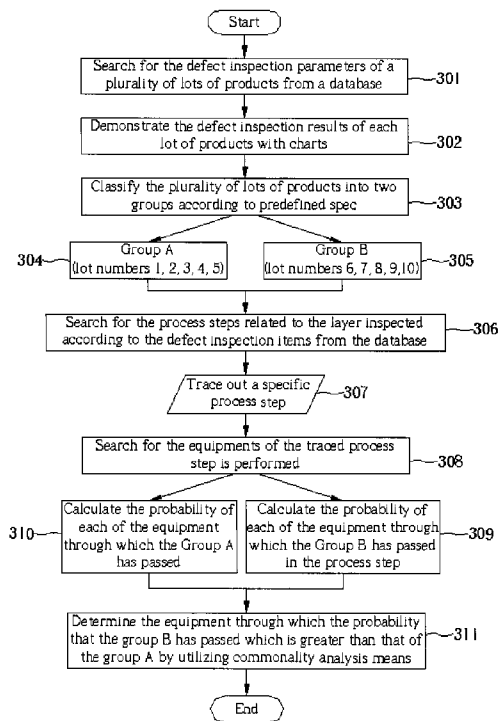 Start
Search for the defect inspection parameters of a
plurality of lots of products from a database
301
Demonstrate the defect inspection results of each
lot of products with charts
302
Classify the plurality of lots of products into two
groups according to predefined spec
303
304
Group A
(lot numbers 1, 2, 3, 4, 5)
Group B
(lot numbers 6, 7, 8, 9,10)
305
Search for the process steps related to the layer inspected
according to the defect inspection items from the database
306
Trace out a specific
process step
307
Search for the equipments of the traced process
step is performed
308
310
Calculate the probability of
each of the equipment
through which the Group A
has passed
Calculate the probability of
each of the equipment through
which the Group B has passed
in the process step
309
Determine the equipment through which the probability
that the group B has passed which is greater than that of
the group A by utilizing commonality analysis means
311
End